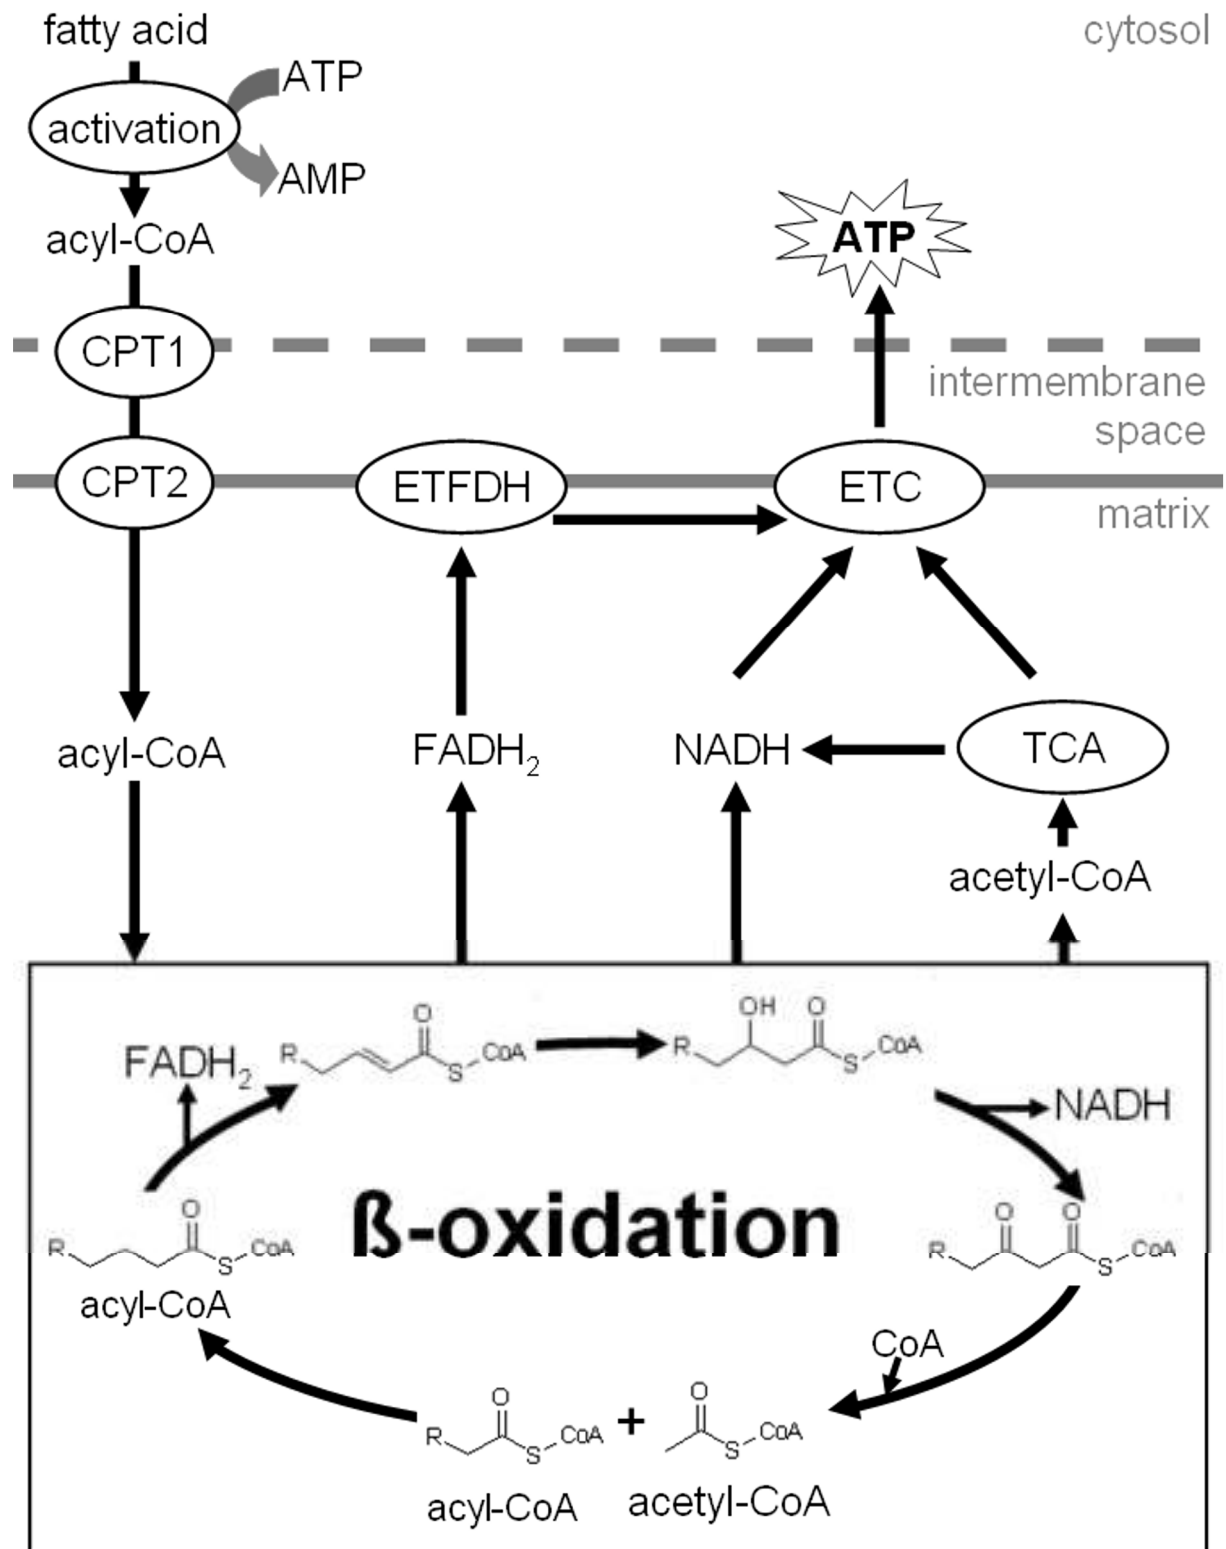 fatty acid
cytosol
ATP
activation
AMP
acyl-CoA
ATP
CPT1
intermembrane
space
CPT2
ETFDH
ETC
matrix
acyl-CoA
FADH2
NADH
TCA
acetyl-CoA
FADH2
R
O
S
CoA
R
OH
O
S
CoA
NADH
R
O
S
CoA
acyl-CoA
ß-oxidation
R
O
O
S
CoA
CoA
R
O
S
CoA
+
O
S
CoA
acyl-CoA
acetyl-CoA